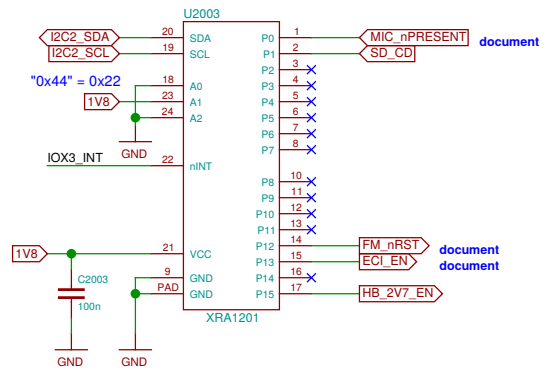 U2003
I2C2_SDA 20 SDA P0 1 MIC_nPRESENT document
I2C2_SCL 19 SCL P1 2 SD_CD
P2 3
"0x44" = 0x22 18 A0 P3 4
1V8 23 A1 P4 5
24 A2 P5 6
P6 7
GND P7 8
IOX3_INT 22 nINT
P8 10
P9 11
P10 12
P11 13
P12 14 FM_nRST document
1V8 21 VCC P13 15 ECI_EN document
9 GND P14 16
C2003 PAD GND P15 17 HB_2V7_EN
100n
XRA1201
GND GND